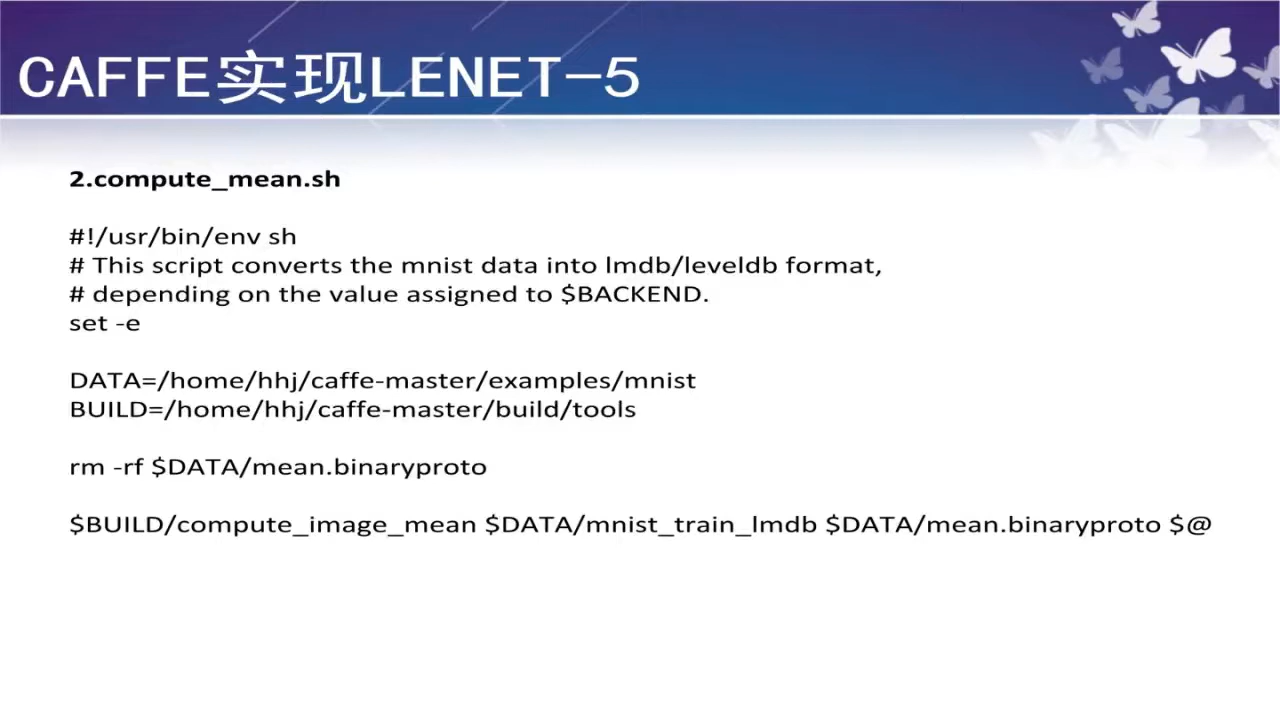 CAFFE实现LENET-5
2.compute_mean.sh
#!/usr/bin/env sh
# This script converts the mnist data into lmdb/leveldb format,
# depending on the value assigned to $BACKEND.
set -e
DATA=/home/hhj/caffe-master/examples/mnist
BUILD=/home/hhj/caffe-master/build/tools
rm -rf $DATA/mean.binaryproto
$BUILD/compute_image_mean $DATA/mnist_train_lmdb $DATA/mean.binaryproto $@